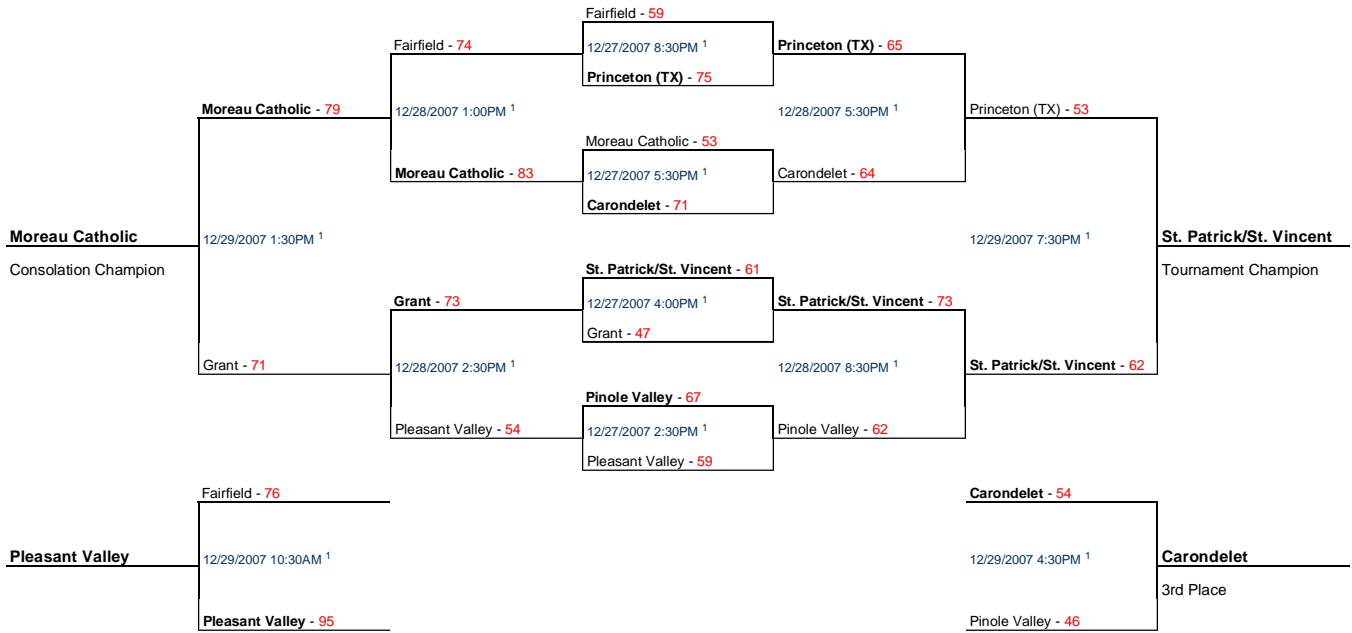 Fairfield - 59
Fairfield - 74
12/27/2007 8:30PM 1
Princeton (TX) - 65
Princeton (TX) - 75
Moreau Catholic - 79
12/28/2007 1:00PM 1
12/28/2007 5:30PM 1
Princeton (TX) - 53
Moreau Catholic - 53
Moreau Catholic - 83
12/27/2007 5:30PM 1
Carondelet - 64
Carondelet - 71
Moreau Catholic
12/29/2007 1:30PM 1
12/29/2007 7:30PM 1
St. Patrick/St. Vincent
Consolation Champion
St. Patrick/St. Vincent - 61
Tournament Champion
Grant - 73
12/27/2007 4:00PM 1
St. Patrick/St. Vincent - 73
Grant - 47
Grant - 71
12/28/2007 2:30PM 1
12/28/2007 8:30PM 1
St. Patrick/St. Vincent - 62
Pinole Valley - 67
Pleasant Valley - 54
12/27/2007 2:30PM 1
Pinole Valley - 62
Pleasant Valley - 59
Fairfield - 76
Carondelet - 54
Pleasant Valley
12/29/2007 10:30AM 1
12/29/2007 4:30PM 1
Carondelet
3rd Place
Pleasant Valley - 95
Pinole Valley - 46